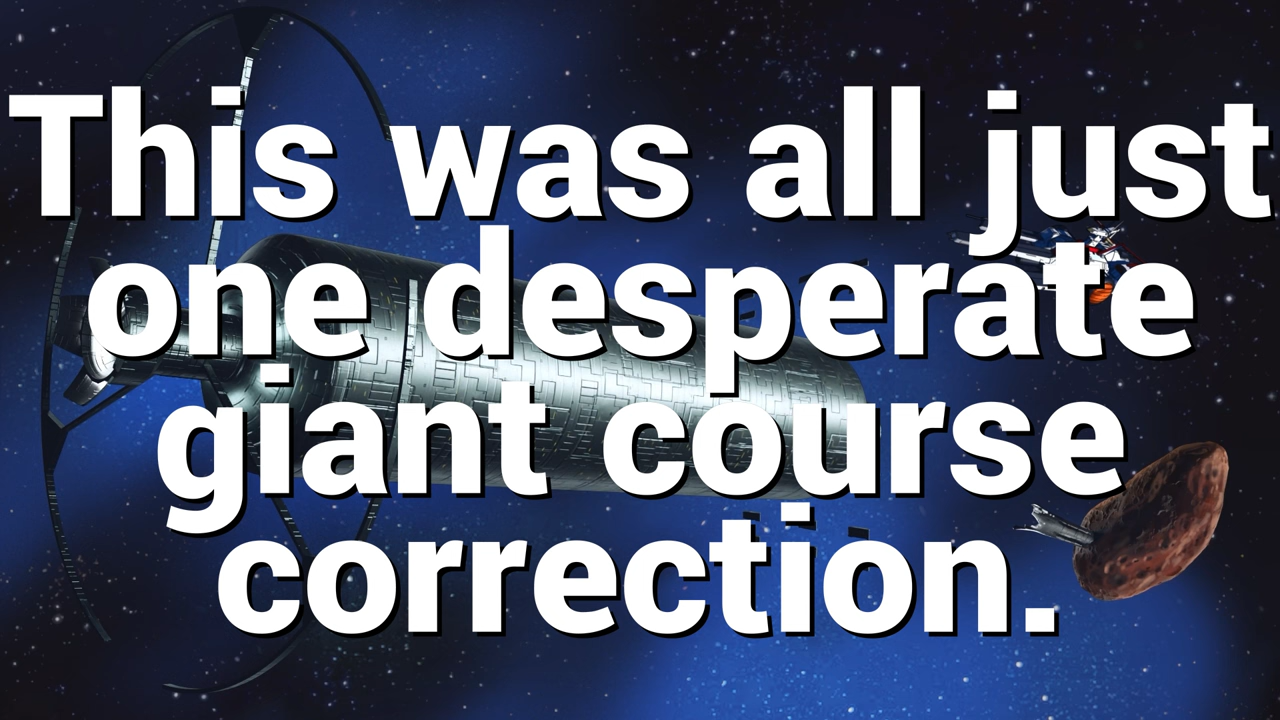 This was all just
one desperate
giant course
correction.